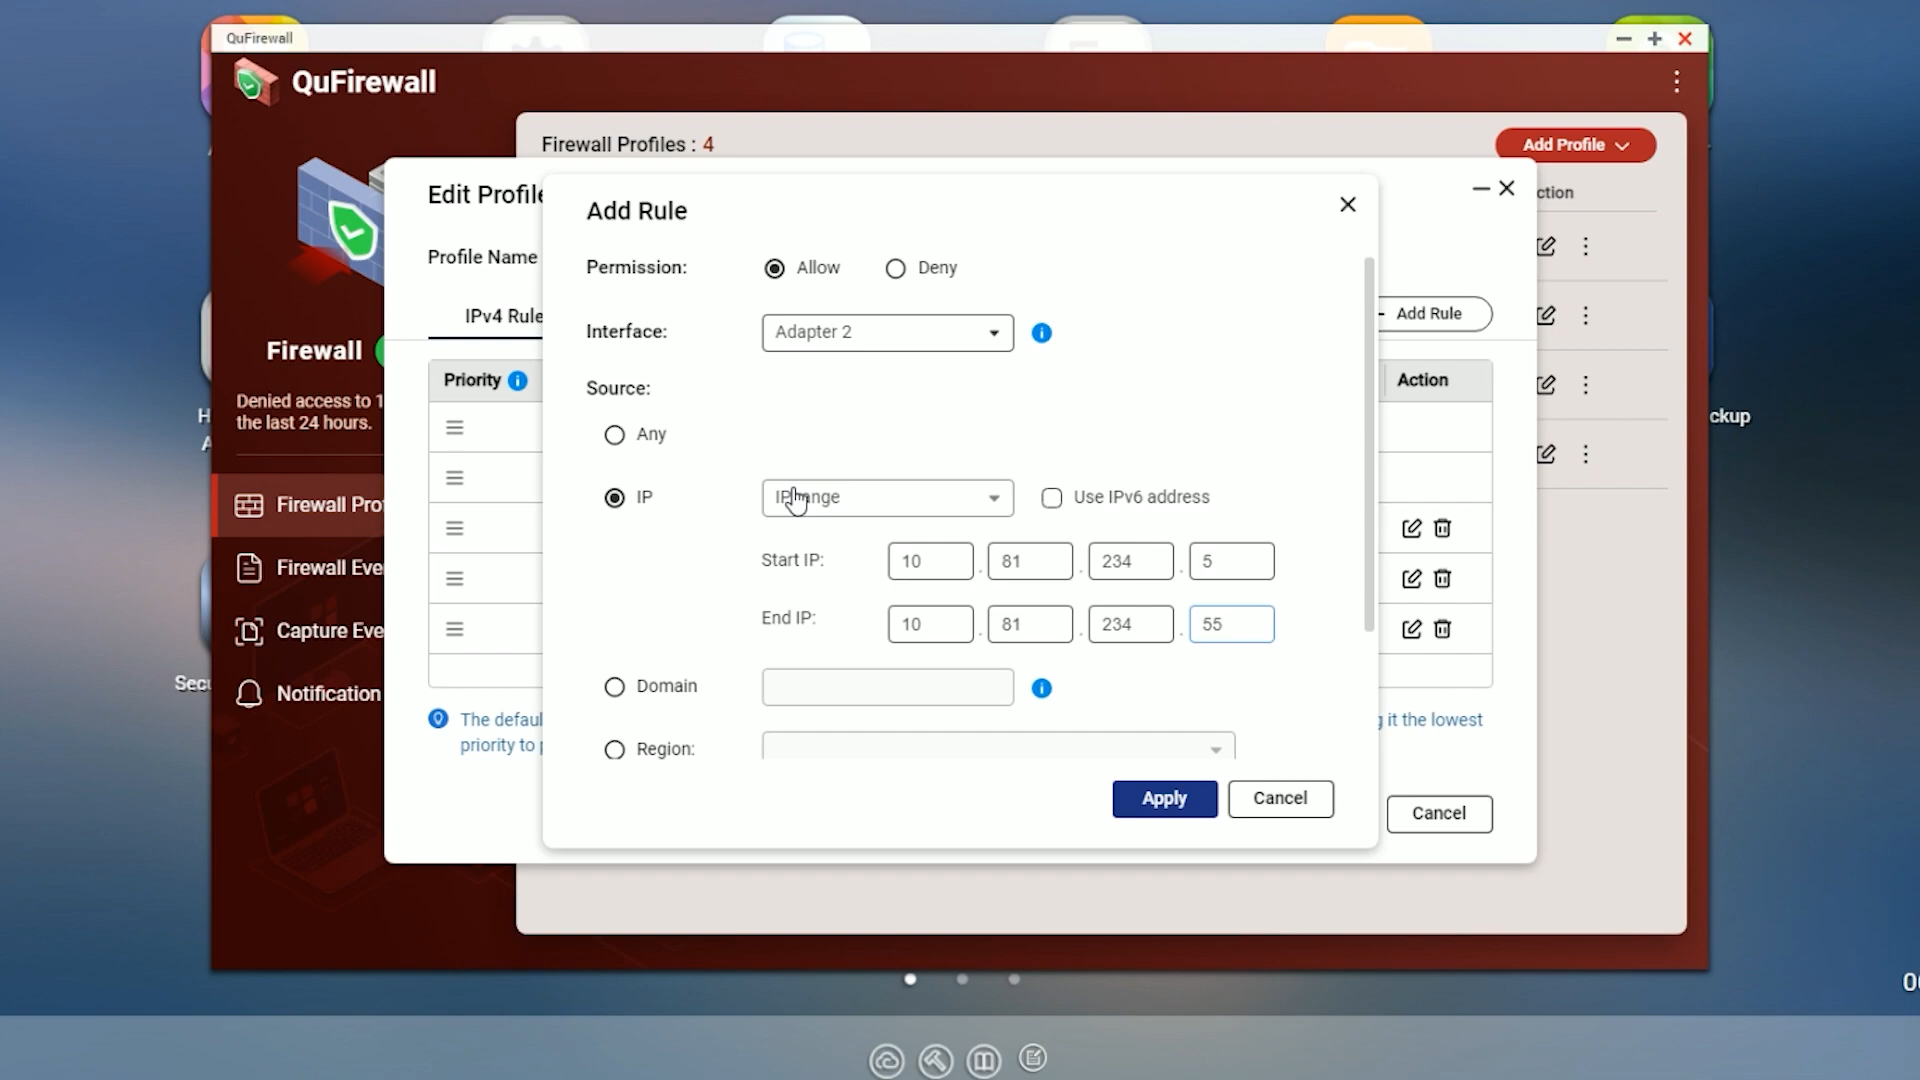 QuFirewall
QuFirewall
Firewall Profiles : 4
Add Profile
Edit Profile
Add Rule
Permission:
Allow
Deny
Profile Name
Interface:
Adapter 2
IPv4 Rule
Add Rule
Firewall
Source:
Priority
Action
Denied access to 1
the last 24 hours.
Any
ckup
IP
Use IPv6 address
Firewall Prof
Start IP:
10 . 81 . 234 . 5
Firewall Eve
End IP:
10 . 81 . 234 . 55
Capture Eve
Domain
Secu
Notification
The defaul
g it the lowest
priority to p
Region:
Apply
Cancel
Cancel